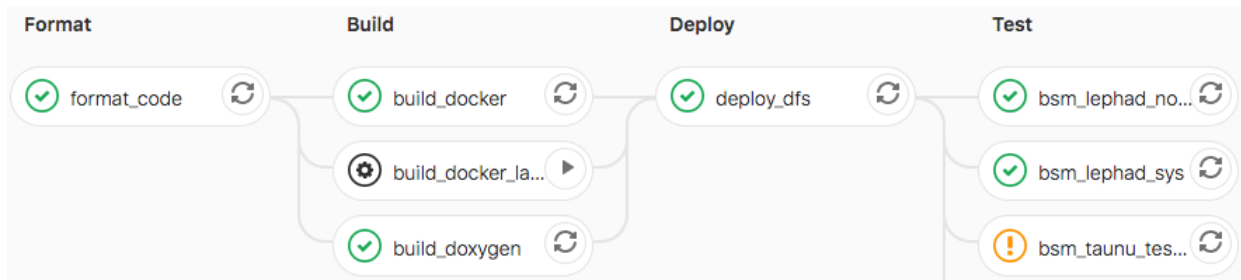 Format
Build
Deploy
Test
format_code
build_docker
deploy_dfs
bsm_lephad_no...
build_docker_la...
bsm_lephad_sys
build_doxygen
bsm_taunu_tes...